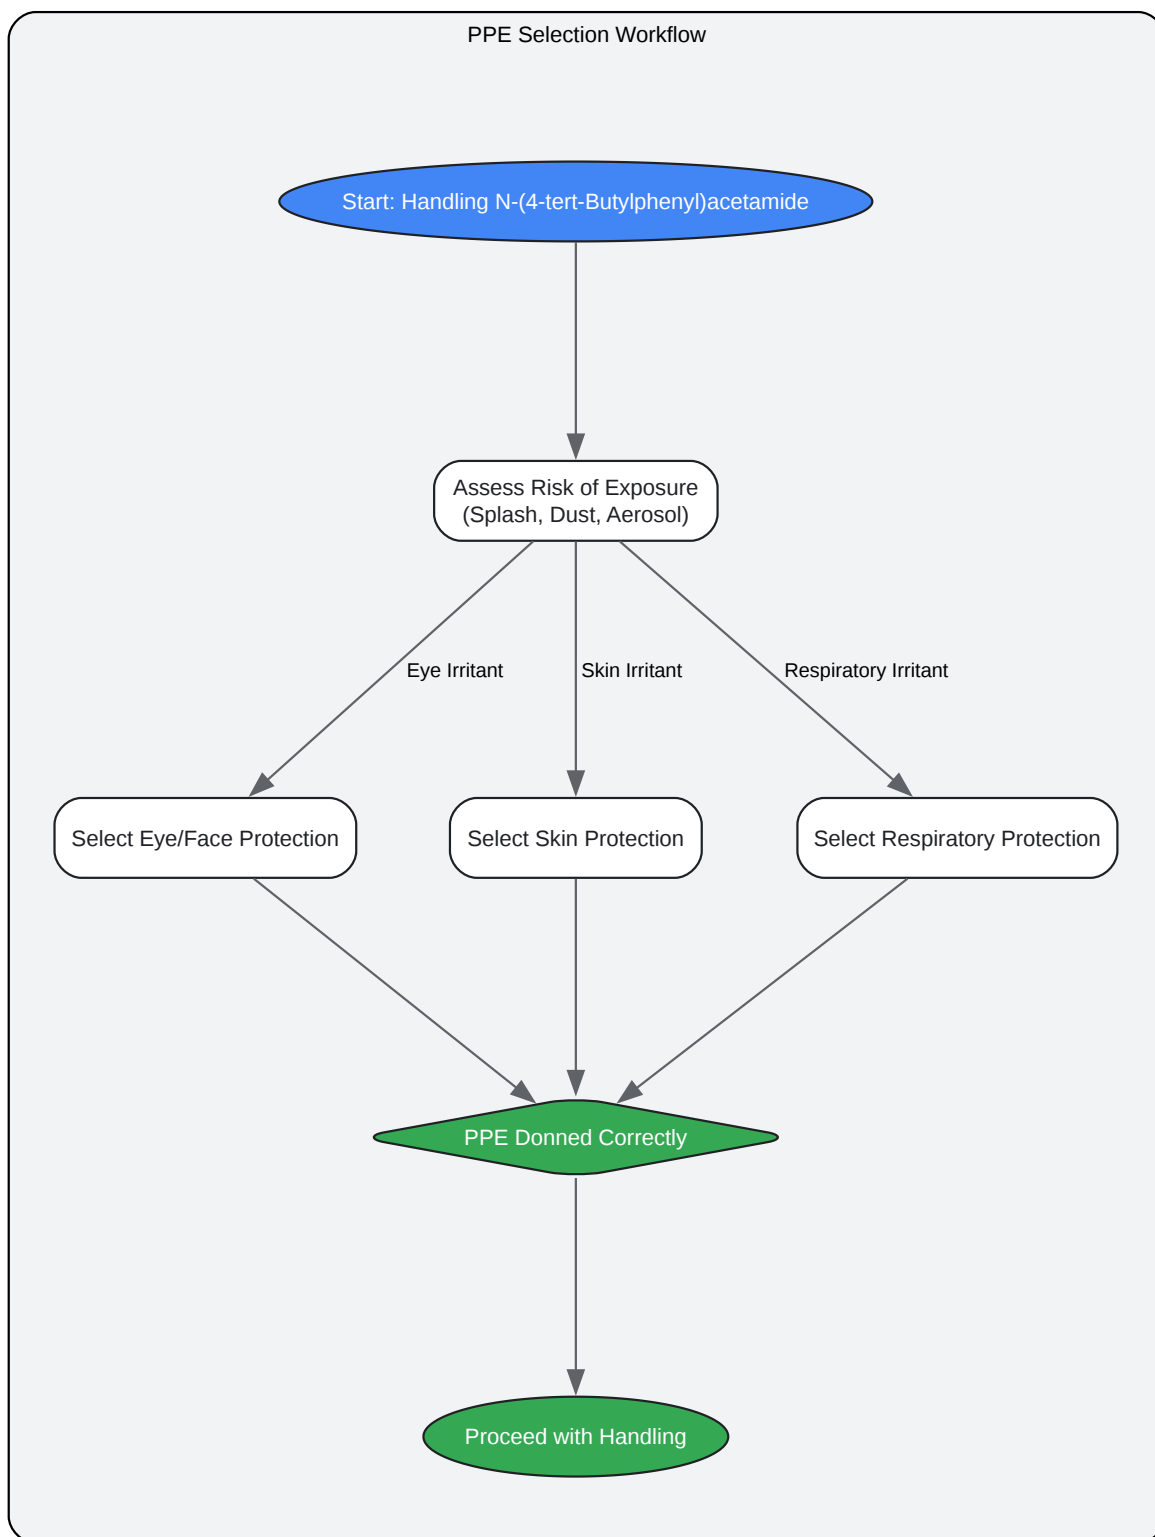 PPE Selection Workflow
Start: Handling N-(4-tert-Butylphenyl)acetamide
Assess Risk of Exposure
(Splash, Dust, Aerosol)
Eye Irritant
Skin Irritant
Respiratory Irritant
Select Eye/Face Protection
Select Skin Protection
Select Respiratory Protection
PPE Donned Correctly
Proceed with Handling